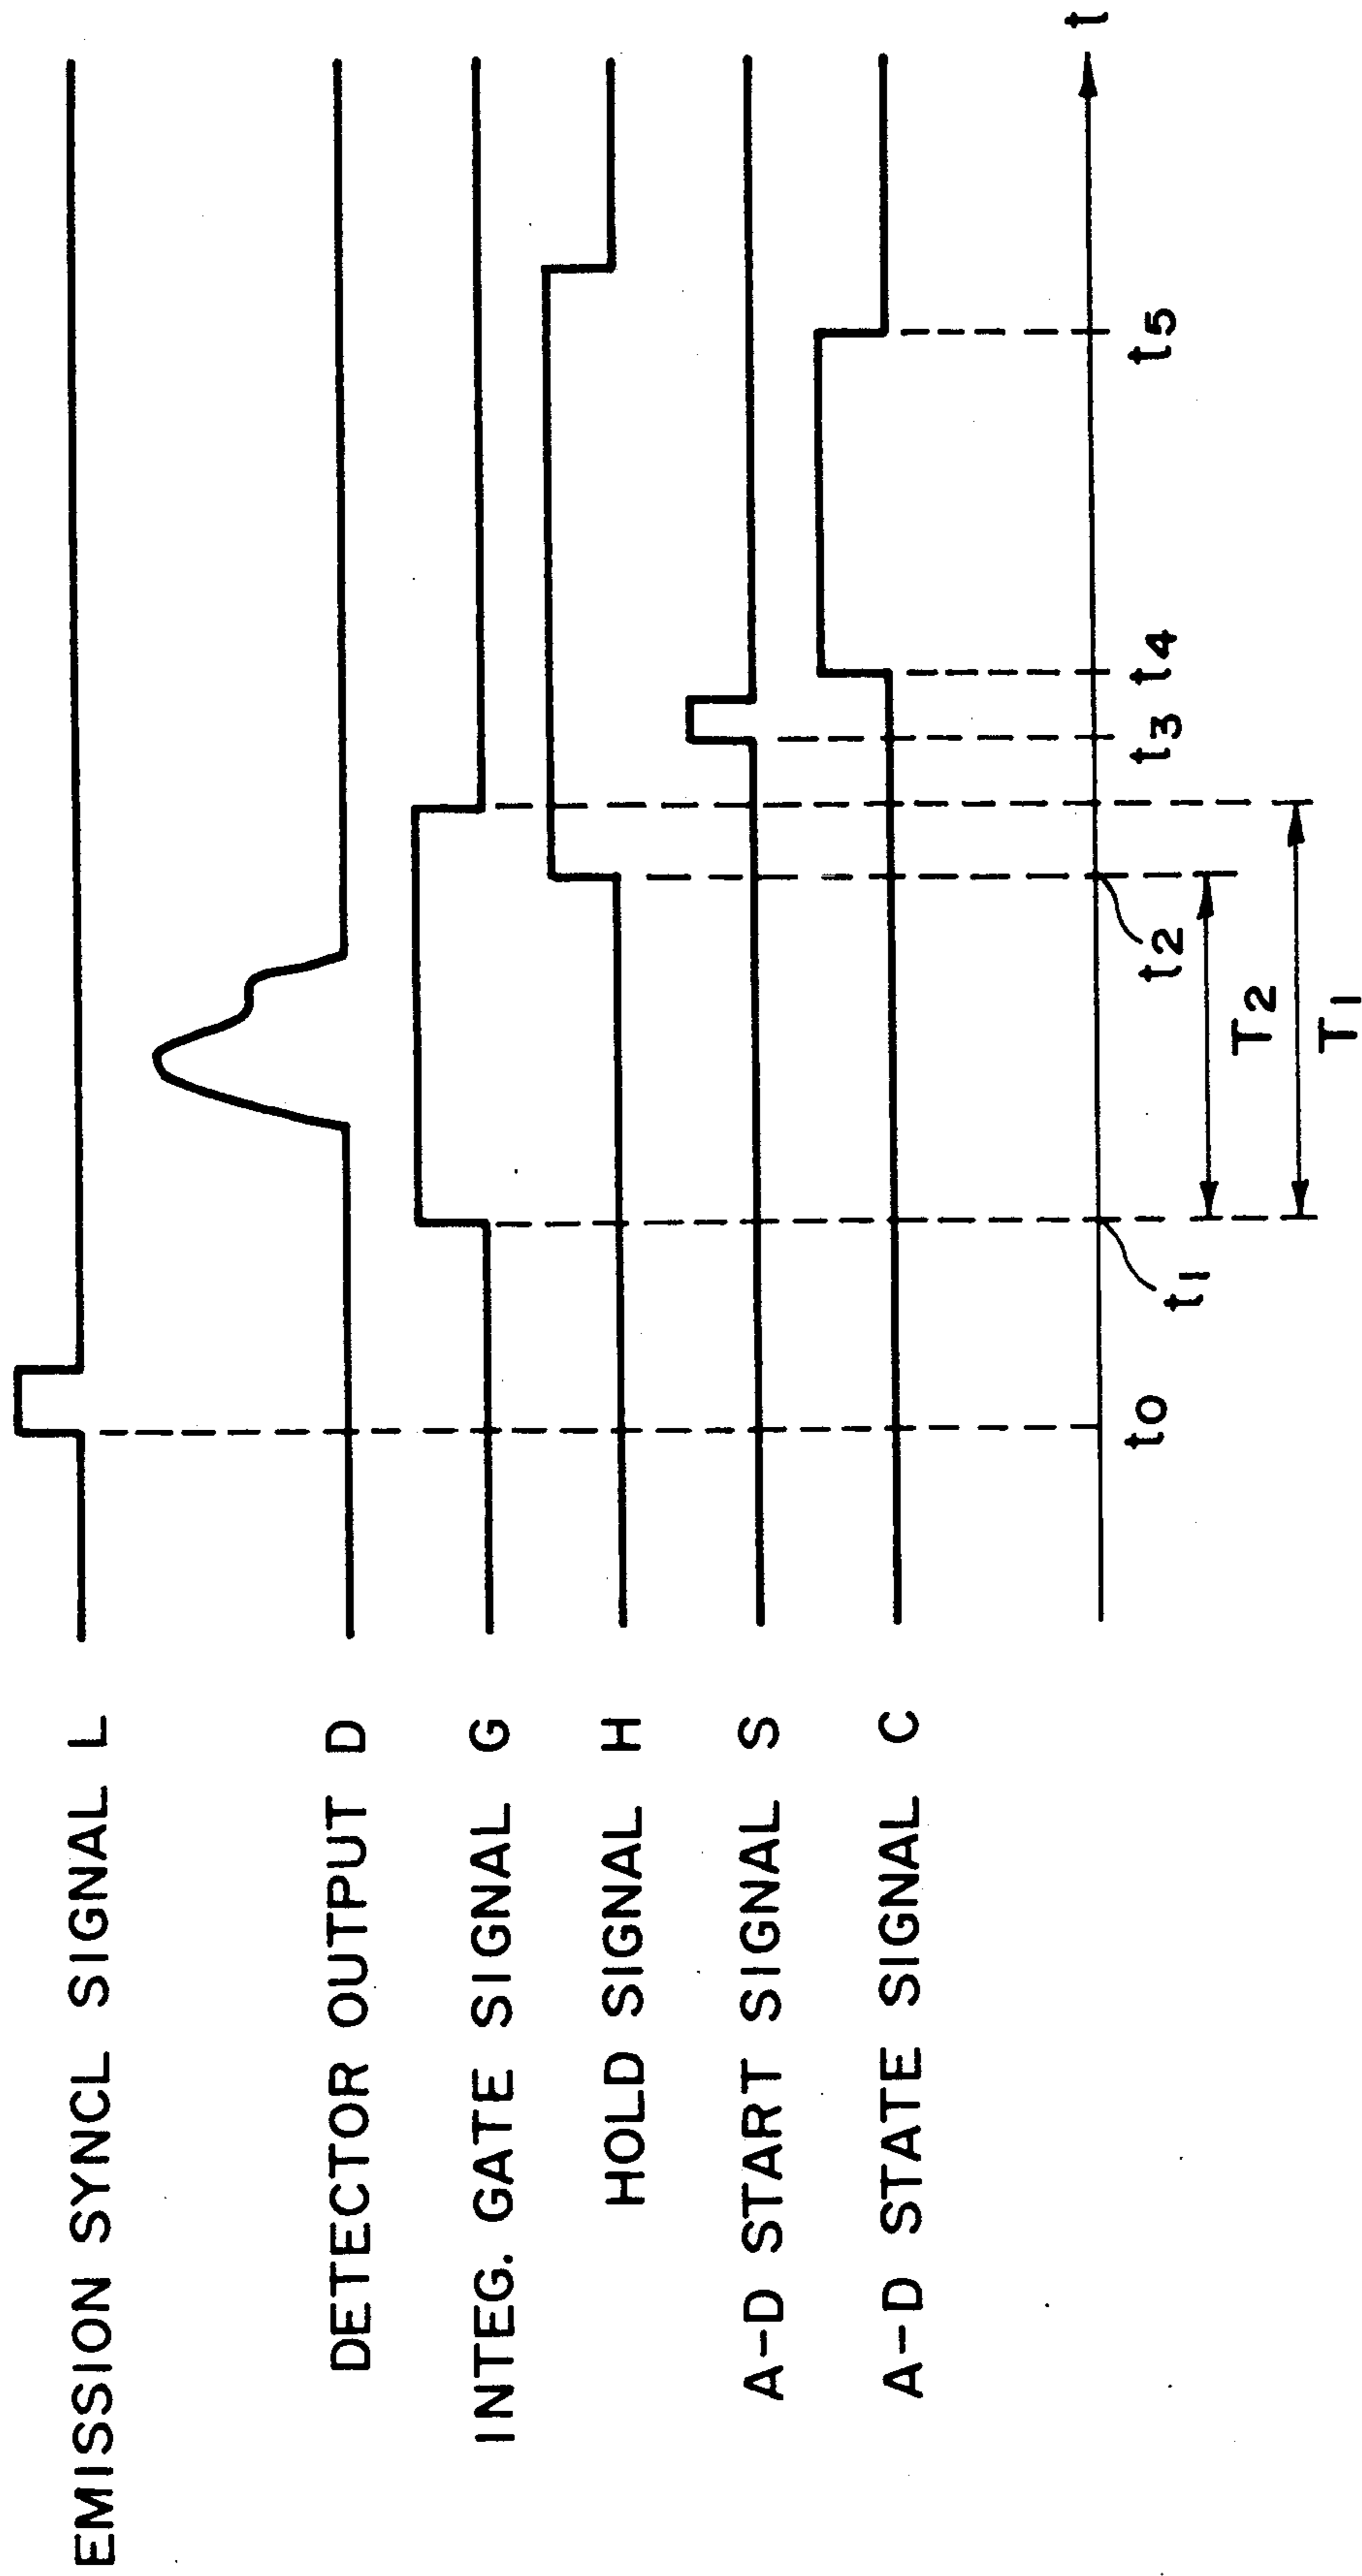 EMISSION SYNCL SIGNAL L
DETECTOR OUTPUT D
INTEG. GATE SIGNAL G
HOLD SIGNAL H
A-D START SIGNAL S
A-D STATE SIGNAL C
t
t0
t1
t2
t3
t4
t5
T2
T1